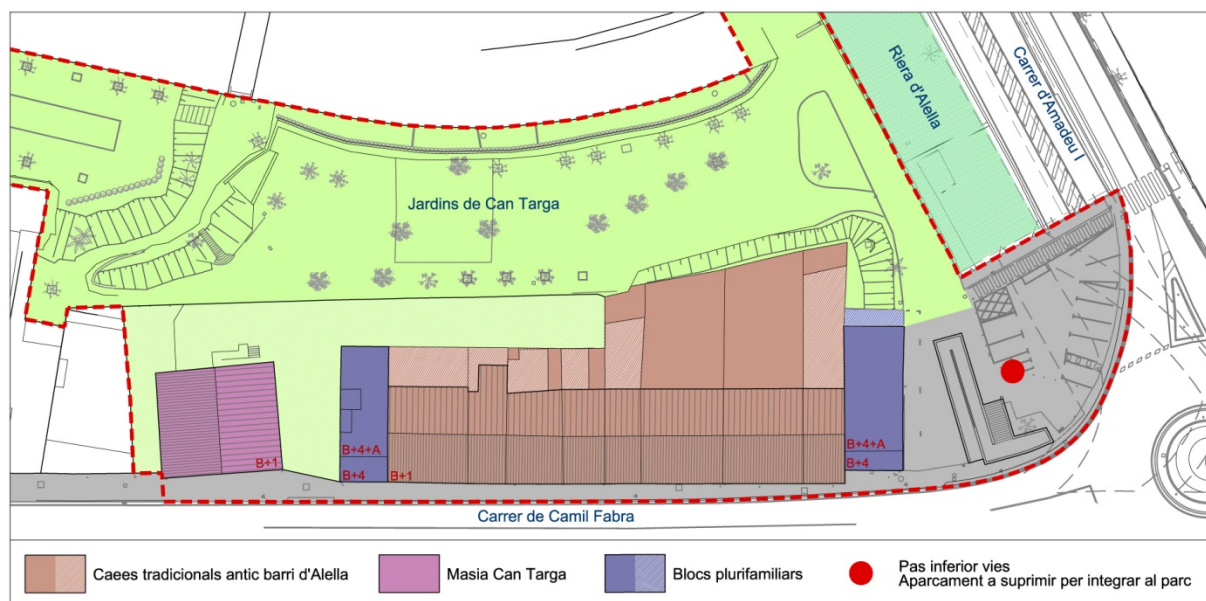 Riera d'Alella
Carrer d'Amadeu I
Jardins de Can Targa
B+1
B+4+A
B+4
B+1
B+4+A
B+4
Carrer de Camil Fabra
Caees tradicionals antic barri d'Alella
Masia Can Targa
Blocs plurifamiliars
Pas inferior vies
Aparcament a suprimir per integrar al parc